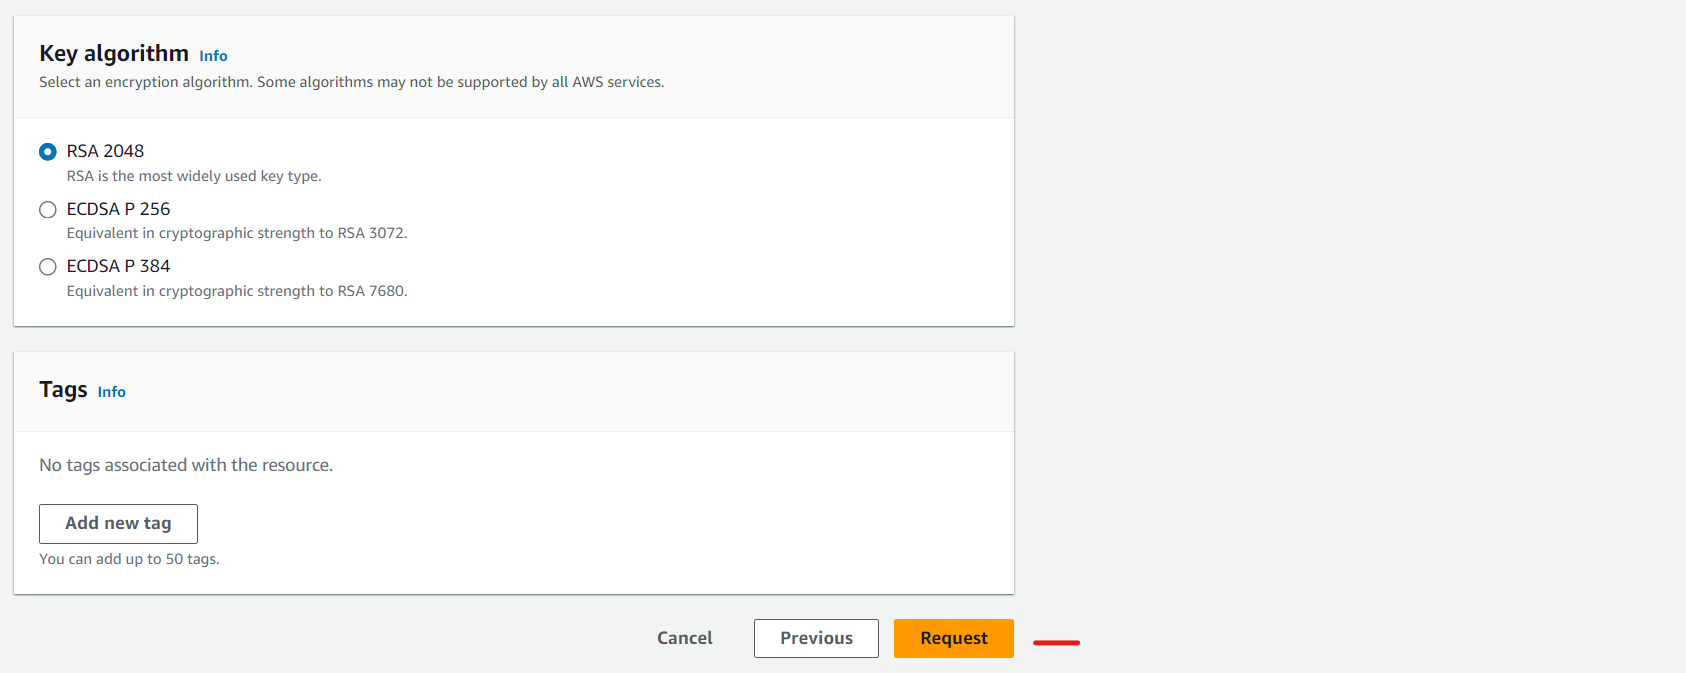 Key algorithm Info
Select an encryption algorithm. Some algorithms may not be supported by all AWS services.
RSA 2048
RSA is the most widely used key type.
ECDSA P 256
Equivalent in cryptographic strength to RSA 3072.
ECDSA P 384
Equivalent in cryptographic strength to RSA 7680.
Tags Info
No tags associated with the resource.
Add new tag
You can add up to 50 tags.
Cancel Previous Request